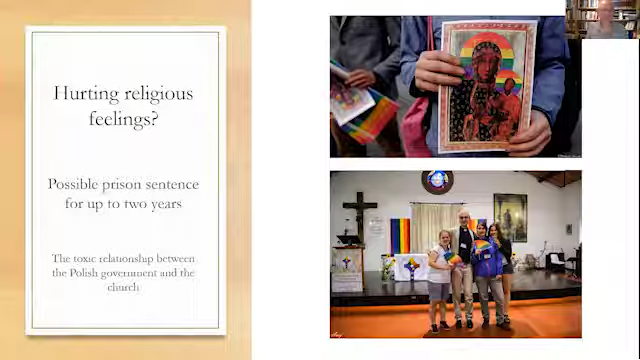 Hurting religious
feelings?
Possible prison sentence
for up to two years
The toxic relationship between
the Polish government and the
church